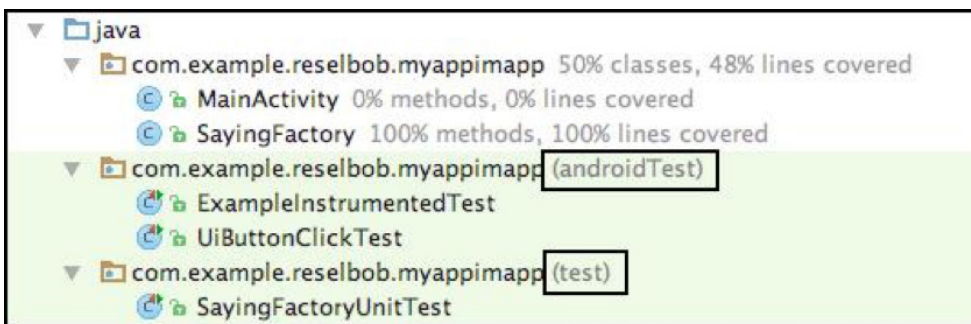 java
com.example.reselbob.myappimapp 50% classes, 48% lines covered
MainActivity 0% methods, 0% lines covered
SayingFactory 100% methods, 100% lines covered
com.example.reselbob.myappimapp (androidTest)
ExampleInstrumentedTest
UiButtonClickTest
com.example.reselbob.myappimapp (test)
SayingFactoryUnitTest